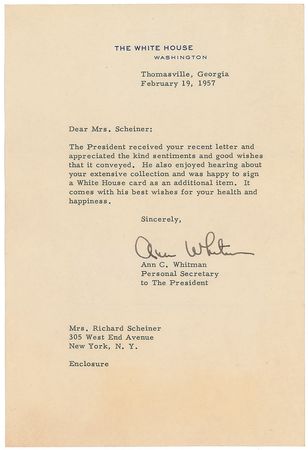 THE WHITE HOUSE
WASHINGTON
Thomasville, Georgia
February 19, 1957
Dear Mrs. Scheiner:
The President received your recent letter and
appreciated the kind sentiments and good wishes
that it conveyed. He also enjoyed hearing about
your extensive collection and was happy to sign
a White House card as an additional item. It
comes with his best wishes for your health and
happiness.
Sincerely,
Ann Whitman
Ann C. Whitman
Personal Secretary
to The President
Mrs. Richard Scheiner
305 West End Avenue
New York, N. Y.
Enclosure